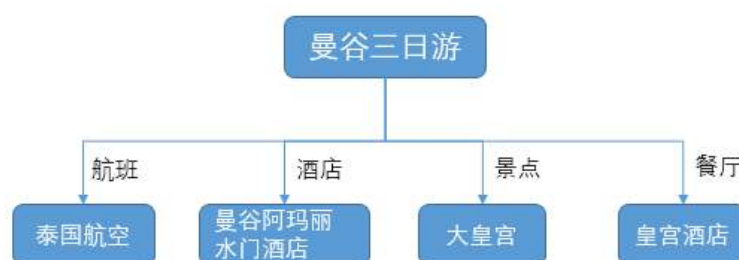 曼谷三日游
航班
酒店
景点
餐厅
泰国航空
曼谷阿玛丽
水门酒店
大皇宫
皇宫酒店